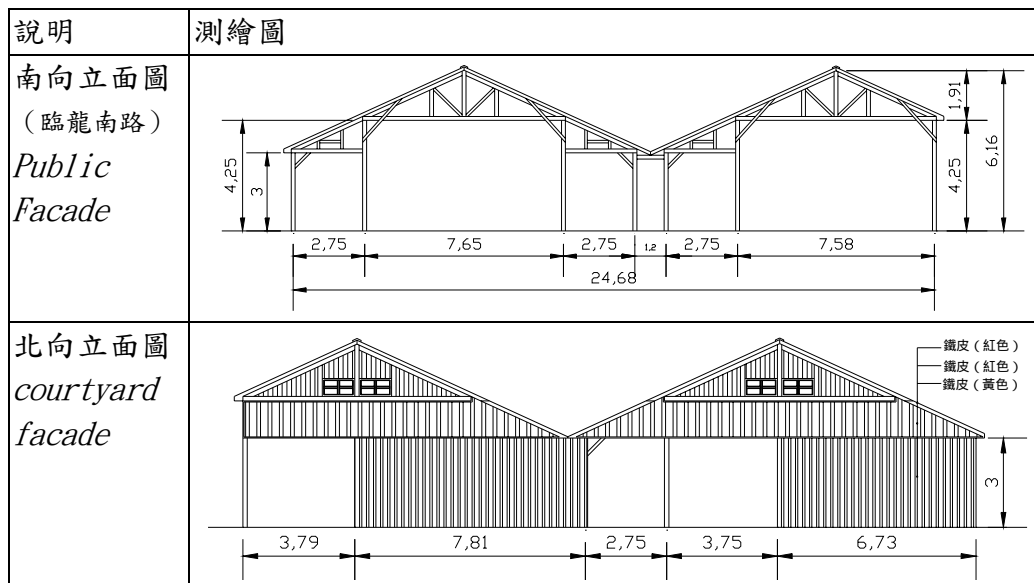 說明
測繪圖
南向立面圖
（臨龍南路）
Public
Facade
4,25
3
1,91
4,25
6,16
2,75
7,65
2,75
1.2
2,75
7,58
24,68
北向立面圖
courtyard
facade
鐵皮（紅色）
鐵皮（紅色）
鐵皮（黃色）
3
3,79
7,81
2,75
3,75
6,73